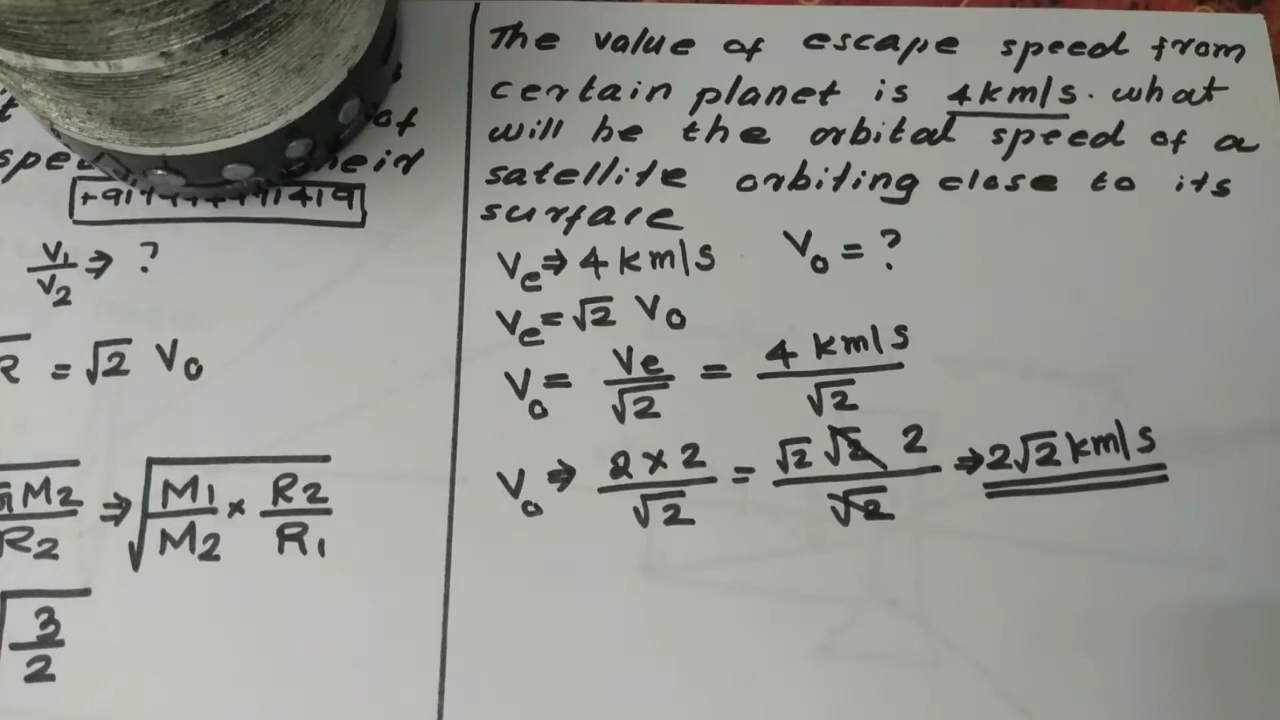 of
spe
heir
V₁/V₂ ⇒ ?
= √2 V₀
M₂/R₂ ⇒ √(M₁/M₂ × R₂/R₁)
3/2
The value of escape speed from
certain planet is 4km/s. what
will be the orbital speed of a
satellite orbiting close to its
surface
Ve ⇒ 4 km/s V₀ = ?
Ve = √2 V₀
V₀ = Ve/√2 = 4 km/s/√2
V₀ ⇒ 2 × 2/√2 = √2 √2 2/√2 ⇒ 2√2 km/s